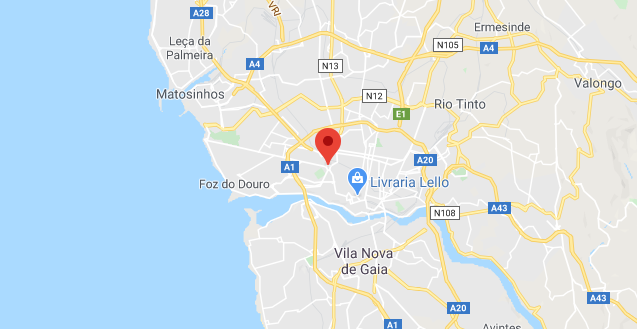 A28
VRI
Ermesinde
Leça da
Palmeira
N105
A4
A4
N13
Valongo
Matosinhos
N12
Rio Tinto
E1
A1
A20
Foz do Douro
Livraria Lello
A43
N108
Vila Nova
de Gaia
A43
A20
A1
Avintes